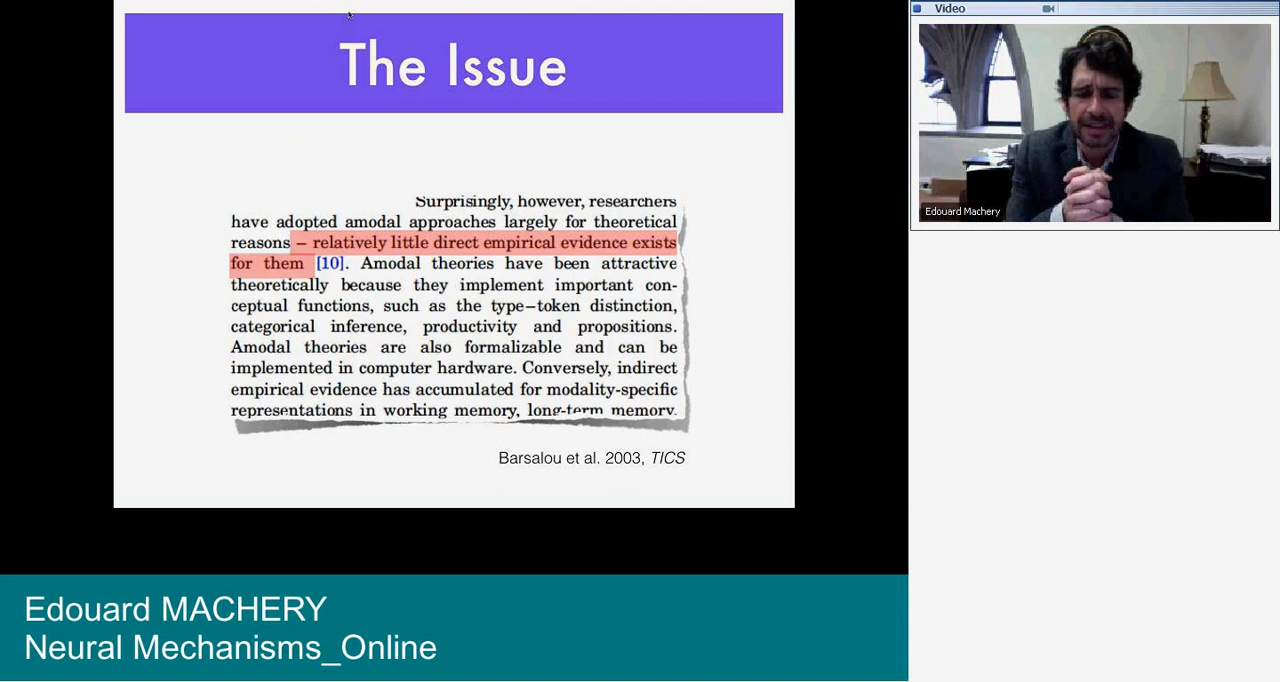 The Issue
Surprisingly, however, researchers
have adopted amodal approaches largely for theoretical
reasons – relatively little direct empirical evidence exists
for them [10]. Amodal theories have been attractive
theoretically because they implement important con-
ceptual functions, such as the type–token distinction,
categorical inference, productivity and propositions.
Amodal theories are also formalizable and can be
implemented in computer hardware. Conversely, indirect
empirical evidence has accumulated for modality-specific
representations in working memory, long-term memory,
Barsalou et al. 2003, TICS
Edouard MACHERY
Neural Mechanisms_Online
Video
Edouard Machery